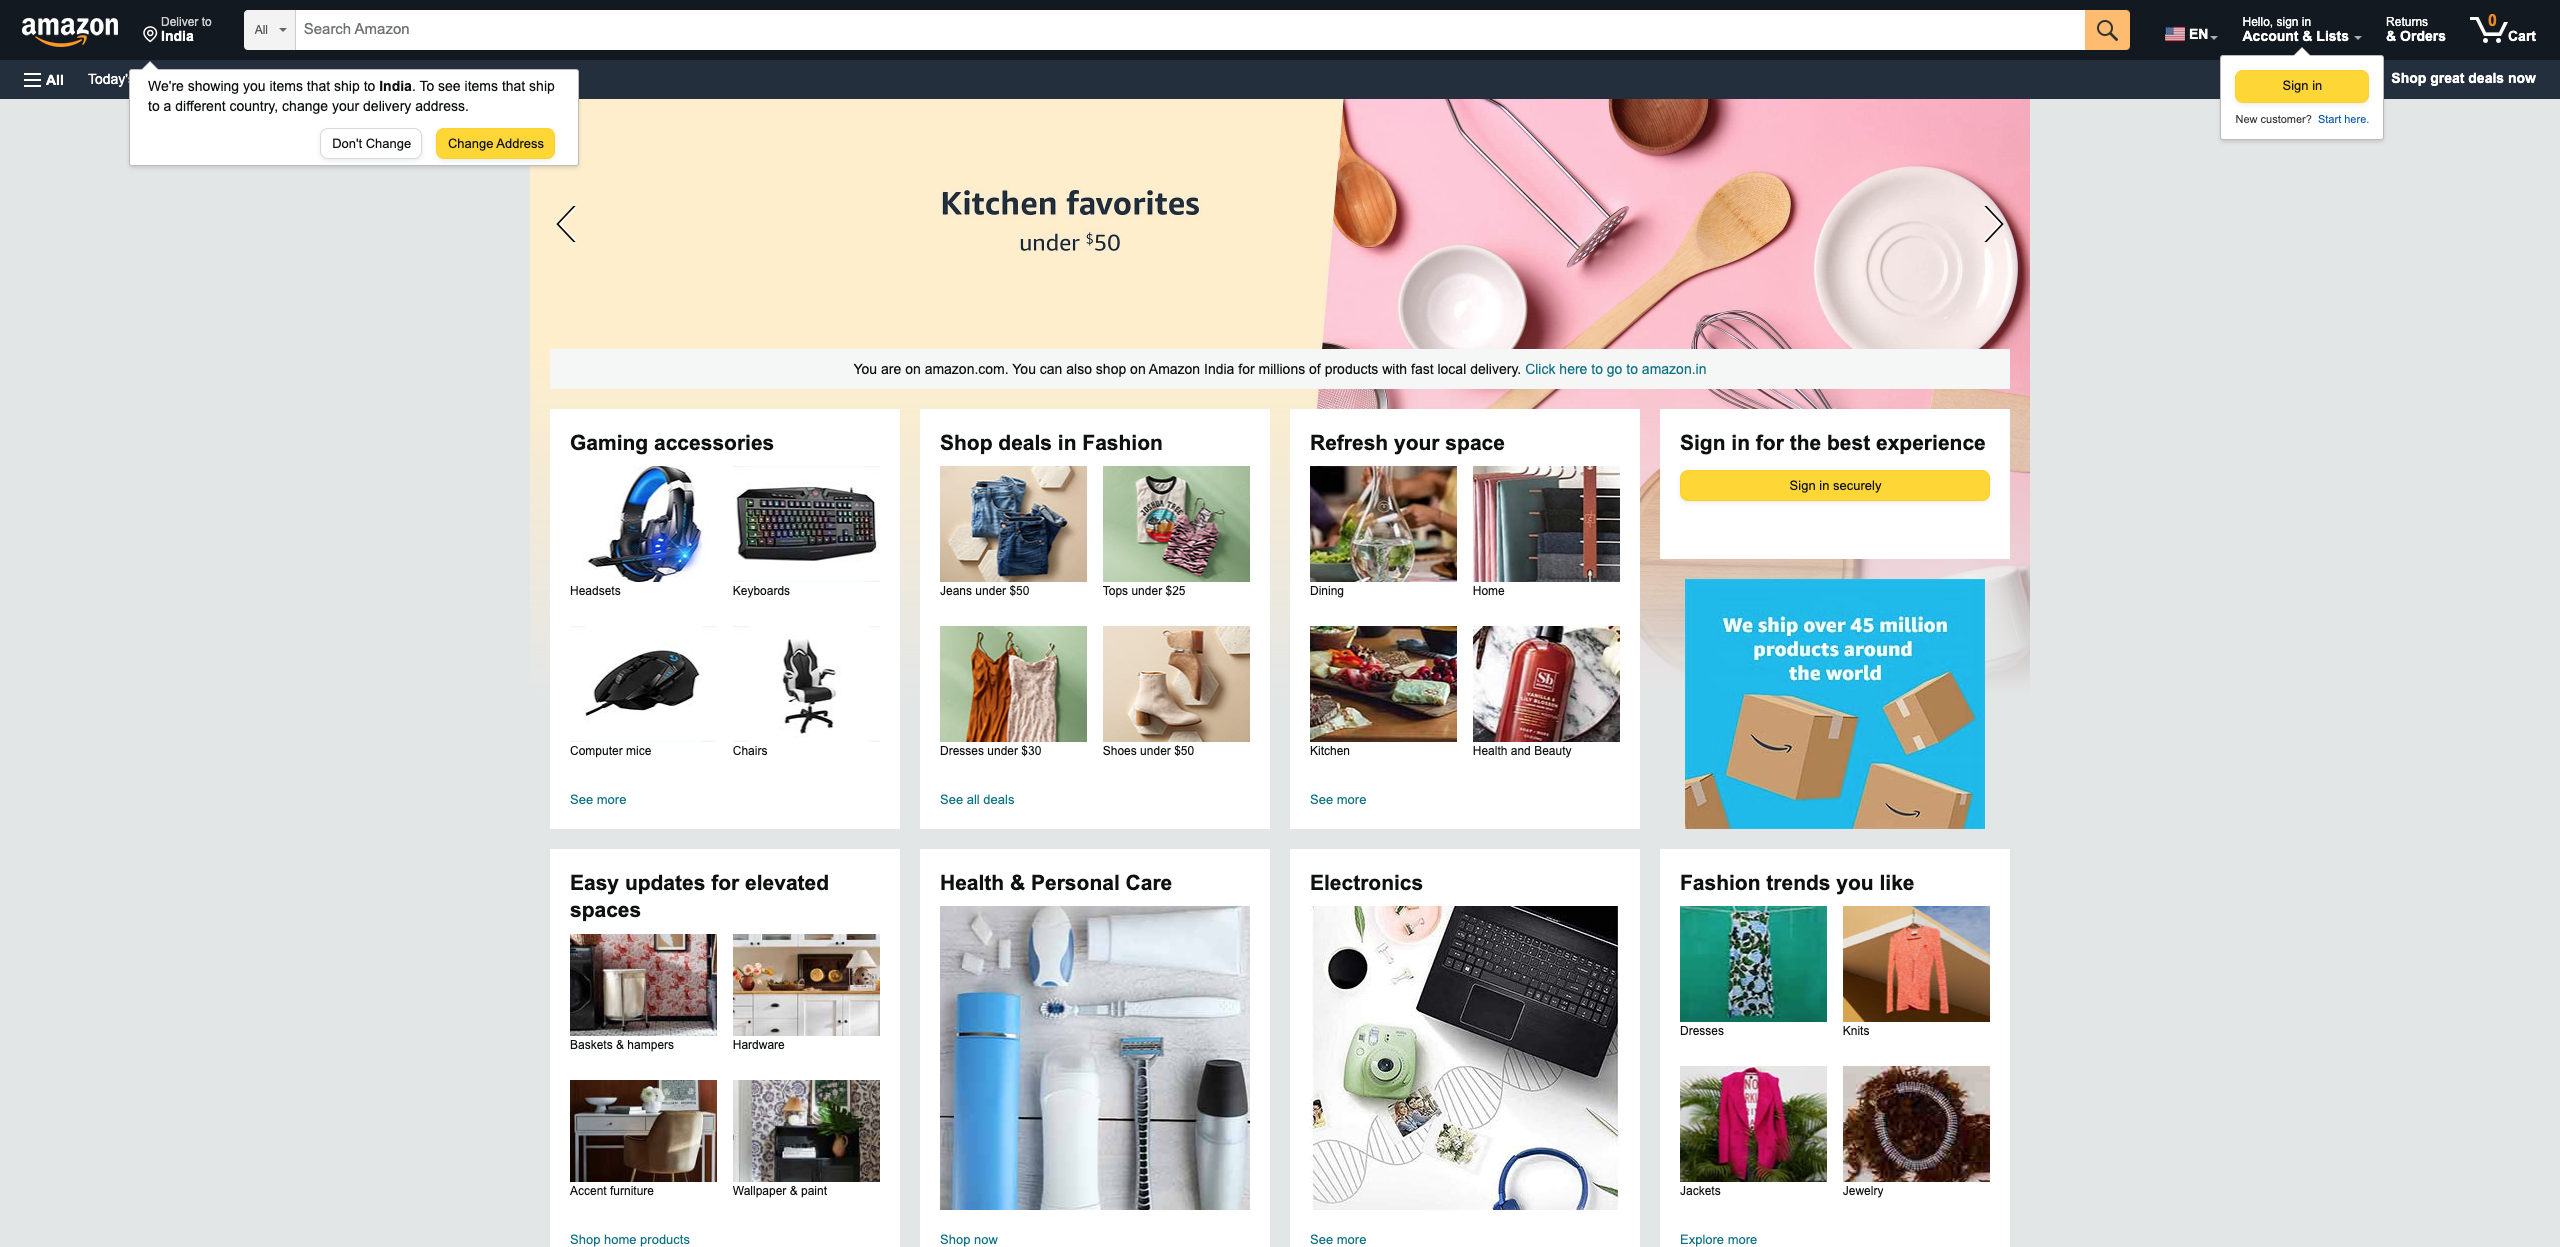 amazon
Deliver to
India
All
Search Amazon
EN
Hello, sign in
Account & Lists
Returns
& Orders
0
Cart
All
Today'
Shop great deals now
We're showing you items that ship to India. To see items that ship
to a different country, change your delivery address.
Don't Change
Change Address
Sign in
New customer? Start here.
Kitchen favorites
under $50
You are on amazon.com. You can also shop on Amazon India for millions of products with fast local delivery. Click here to go to amazon.in
Gaming accessories
Headsets
Keyboards
Computer mice
Chairs
See more
Shop deals in Fashion
JOSHUA TREE
Jeans under $50
Tops under $25
Dresses under $30
Shoes under $50
See all deals
Refresh your space
Dining
Home
Sb
VANILLA &
LILY BLOSSOM
Kitchen
Health and Beauty
See more
Sign in for the best experience
Sign in securely
We ship over 45 million
products around
the world
Easy updates for elevated
spaces
Baskets & hampers
Hardware
Accent furniture
Wallpaper & paint
Shop home products
Health & Personal Care
Shop now
Electronics
See more
Fashion trends you like
Dresses
Knits
Jackets
Jewelry
Explore more